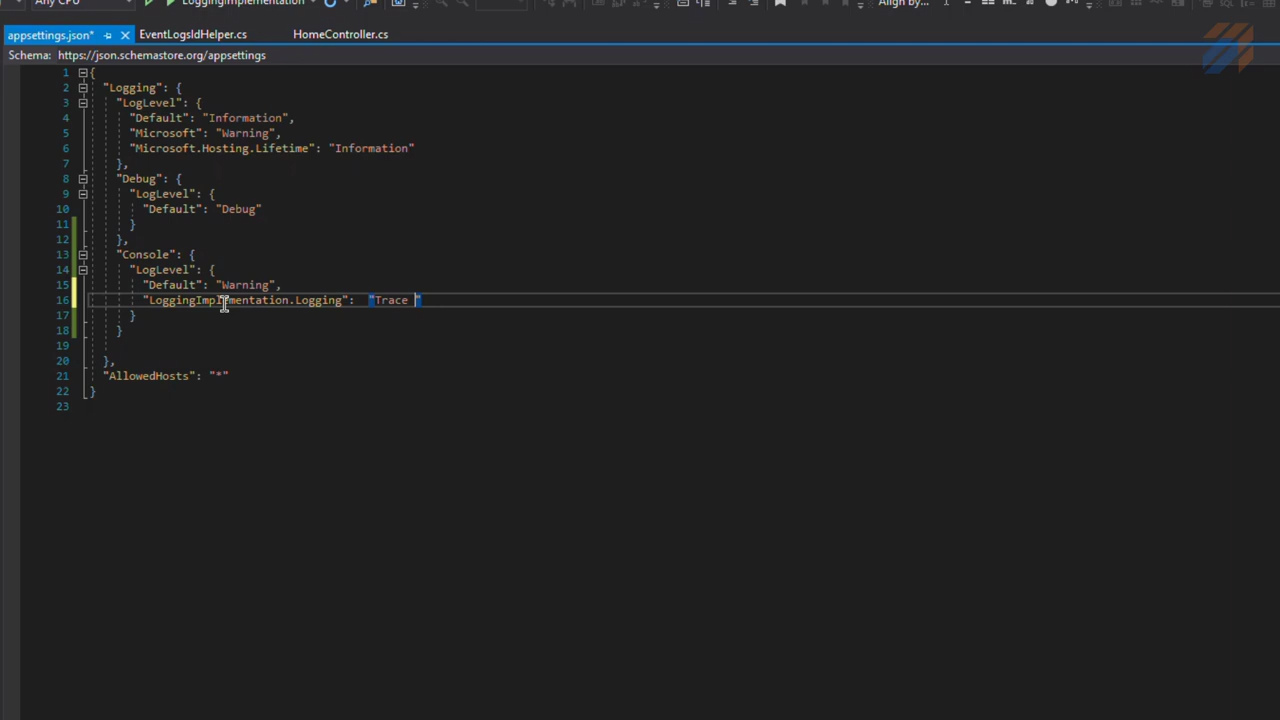 Any CPU LoggingImplementation Align by...
appsettings.json* EventLogsIdHelper.cs HomeController.cs
Schema: https://json.schemastore.org/appsettings
1 {
2 "Logging": {
3 "LogLevel": {
4 "Default": "Information",
5 "Microsoft": "Warning",
6 "Microsoft.Hosting.Lifetime": "Information"
7 },
8 "Debug": {
9 "LogLevel": {
10 "Default": "Debug"
11 }
12 },
13 "Console": {
14 "LogLevel": {
15 "Default": "Warning",
16 "LoggingImplementation.Logging": "Trace "
17 }
18 }
19
20 },
21 "AllowedHosts": "*"
22 }
23